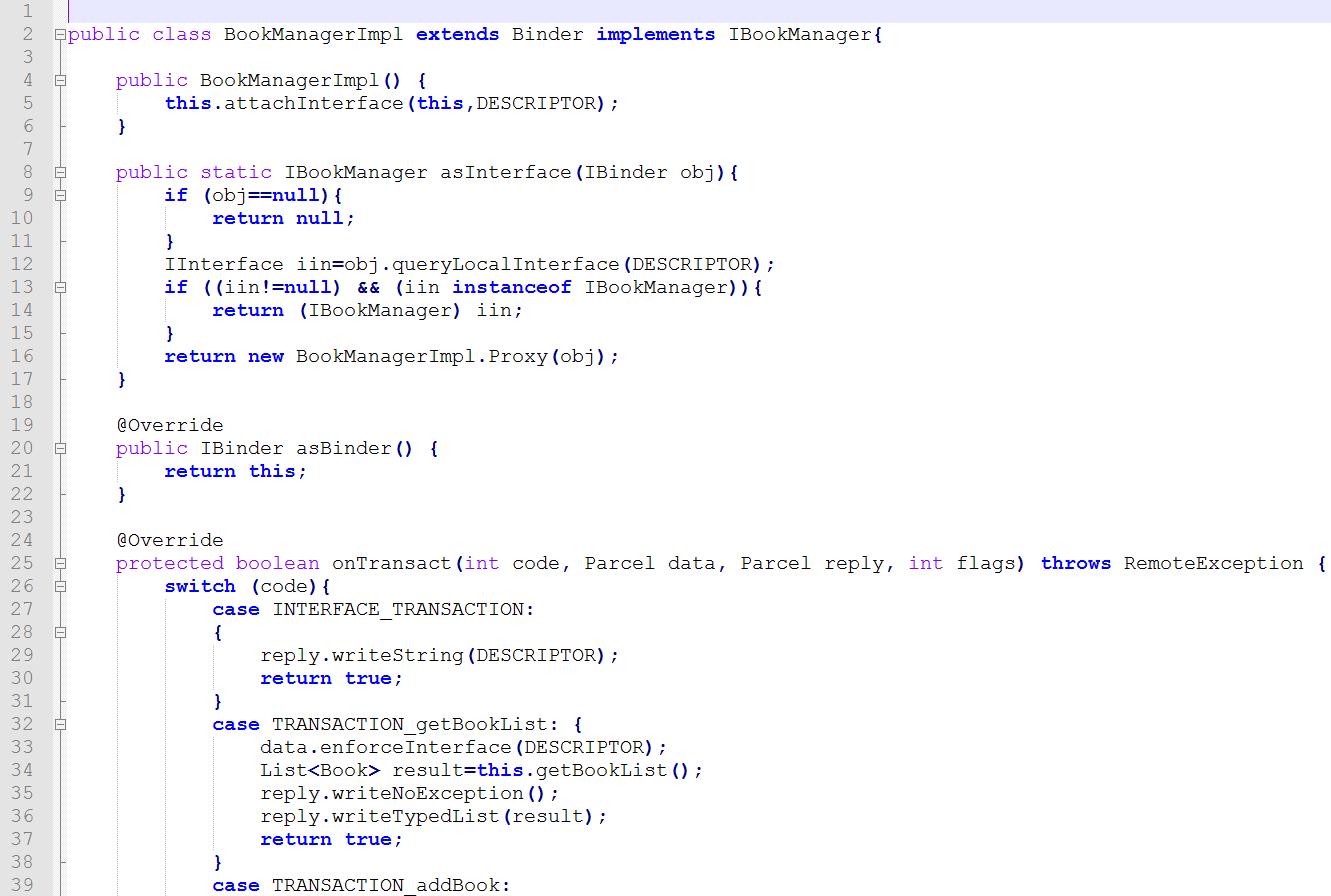 1
2 public class BookManagerImpl extends Binder implements IBookManager{
3
4     public BookManagerImpl() {
5         this.attachInterface(this,DESCRIPTOR);
6     }
7
8     public static IBookManager asInterface(IBinder obj){
9         if (obj==null){
10             return null;
11         }
12         IInterface iin=obj.queryLocalInterface(DESCRIPTOR);
13         if ((iin!=null) && (iin instanceof IBookManager)){
14             return (IBookManager) iin;
15         }
16         return new BookManagerImpl.Proxy(obj);
17     }
18
19     @Override
20     public IBinder asBinder() {
21         return this;
22     }
23
24     @Override
25     protected boolean onTransact(int code, Parcel data, Parcel reply, int flags) throws RemoteException {
26         switch (code){
27             case INTERFACE_TRANSACTION:
28             {
29                 reply.writeString(DESCRIPTOR);
30                 return true;
31             }
32             case TRANSACTION_getBookList: {
33                 data.enforceInterface(DESCRIPTOR);
34                 List<Book> result=this.getBookList();
35                 reply.writeNoException();
36                 reply.writeTypedList(result);
37                 return true;
38             }
39             case TRANSACTION_addBook: